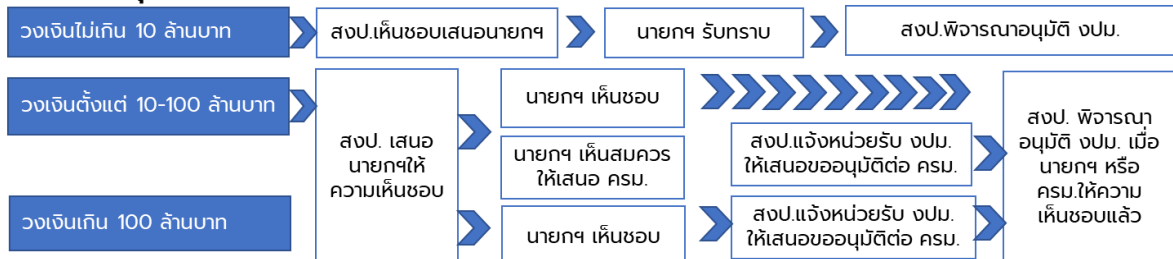 วงเงินไม่เกิน 10 ล้านบาท
สงป.เห็นชอบเสนอนายกฯ
นายกฯ รับทราบ
สงป.พิจารณาอนุมัติ งปม.
วงเงินตั้งแต่ 10-100 ล้านบาท
สงป. เสนอ
นายกฯให้
ความเห็นชอบ
นายกฯ เห็นชอบ
นายกฯ เห็นสมควร
ให้เสนอ ครม.
สงป.แจ้งหน่วยรับ งปม.
ให้เสนอขออนุมัติต่อ ครม.
สงป. พิจารณา
อนุมัติ งปม. เมื่อ
นายกฯ หรือ
ครม.ให้ความ
เห็นชอบแล้ว
วงเงินเกิน 100 ล้านบาท
นายกฯ เห็นชอบ
สงป.แจ้งหน่วยรับ งปม.
ให้เสนอขออนุมัติต่อ ครม.